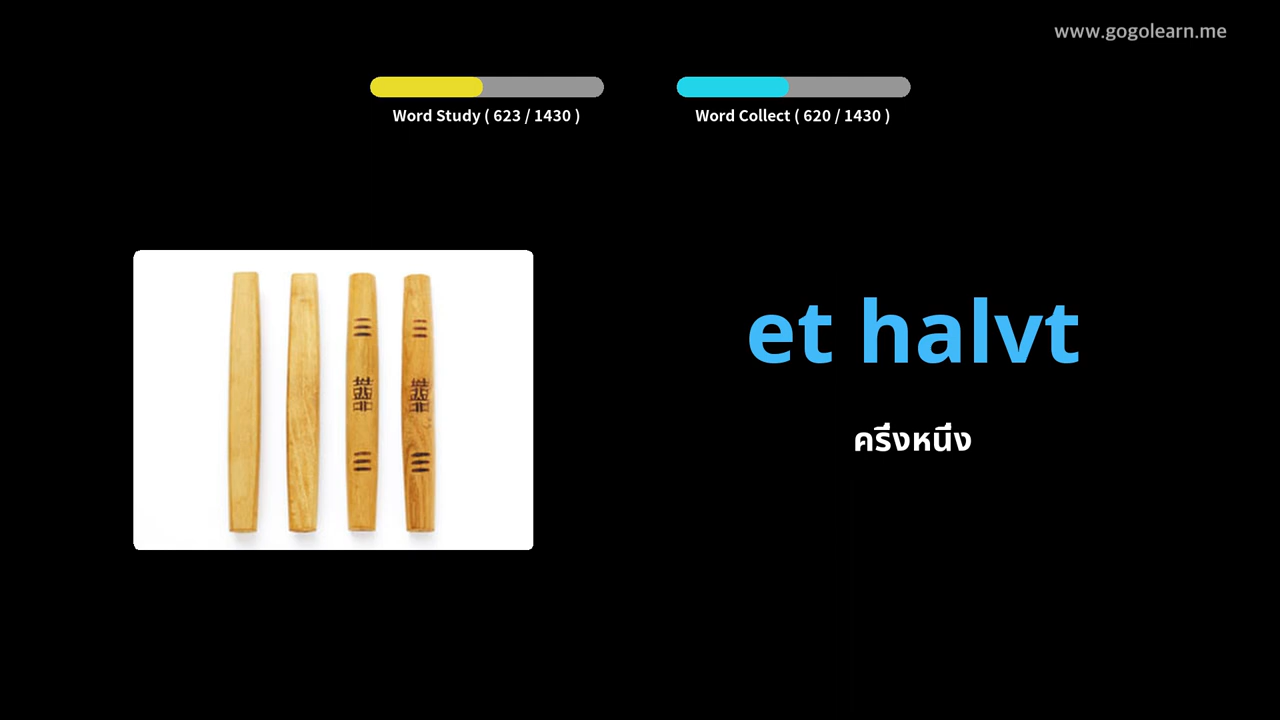 www.gogolearn.me
Word Study ( 623 / 1430 )
Word Collect ( 620 / 1430 )
et halvt
ครึ่งหนึ่ง